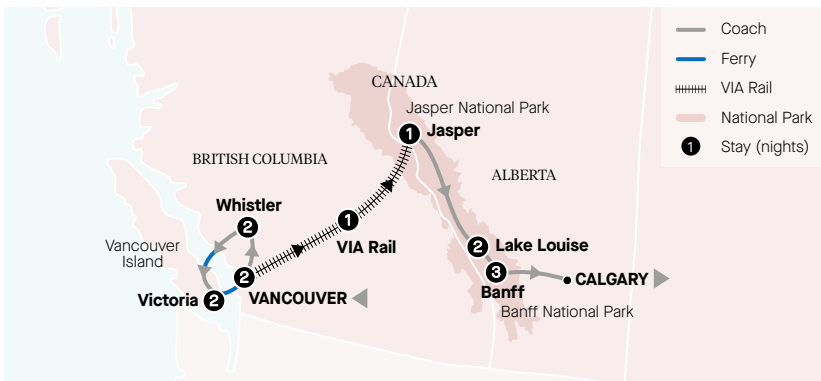 Coach
Ferry
VIA Rail
National Park
1 Stay (nights)
CANADA
Jasper National Park
1 Jasper
BRITISH COLUMBIA
ALBERTA
Whistler
2
1
VIA Rail
Vancouver
Island
2 Lake Louise
3
Banff
CALGARY
2
VANCOUVER
Victoria 2
Banff National Park